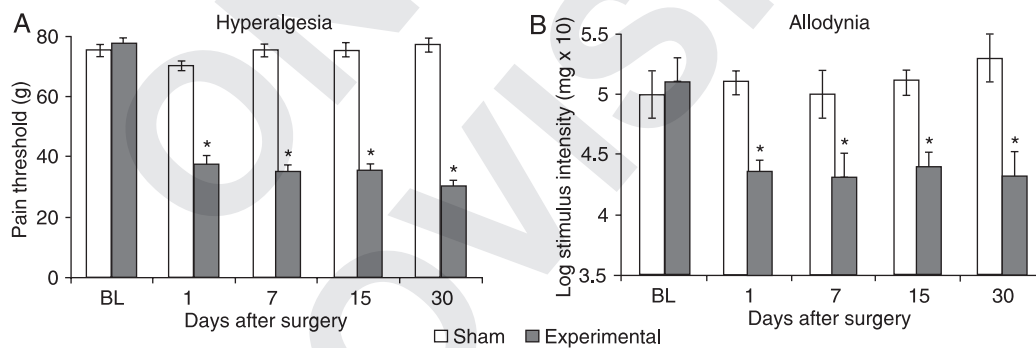 A
Hyperalgesia
Pain threshold (g)
80
60
40
20
0
* * * *
BL 1 7 15 30
Days after surgery
B
Allodynia
Log stimulus intensity (mg x 10)
5.5
5
4.5
4
3.5
* * * *
BL 1 7 15 30
Days after surgery
Sham Experimental